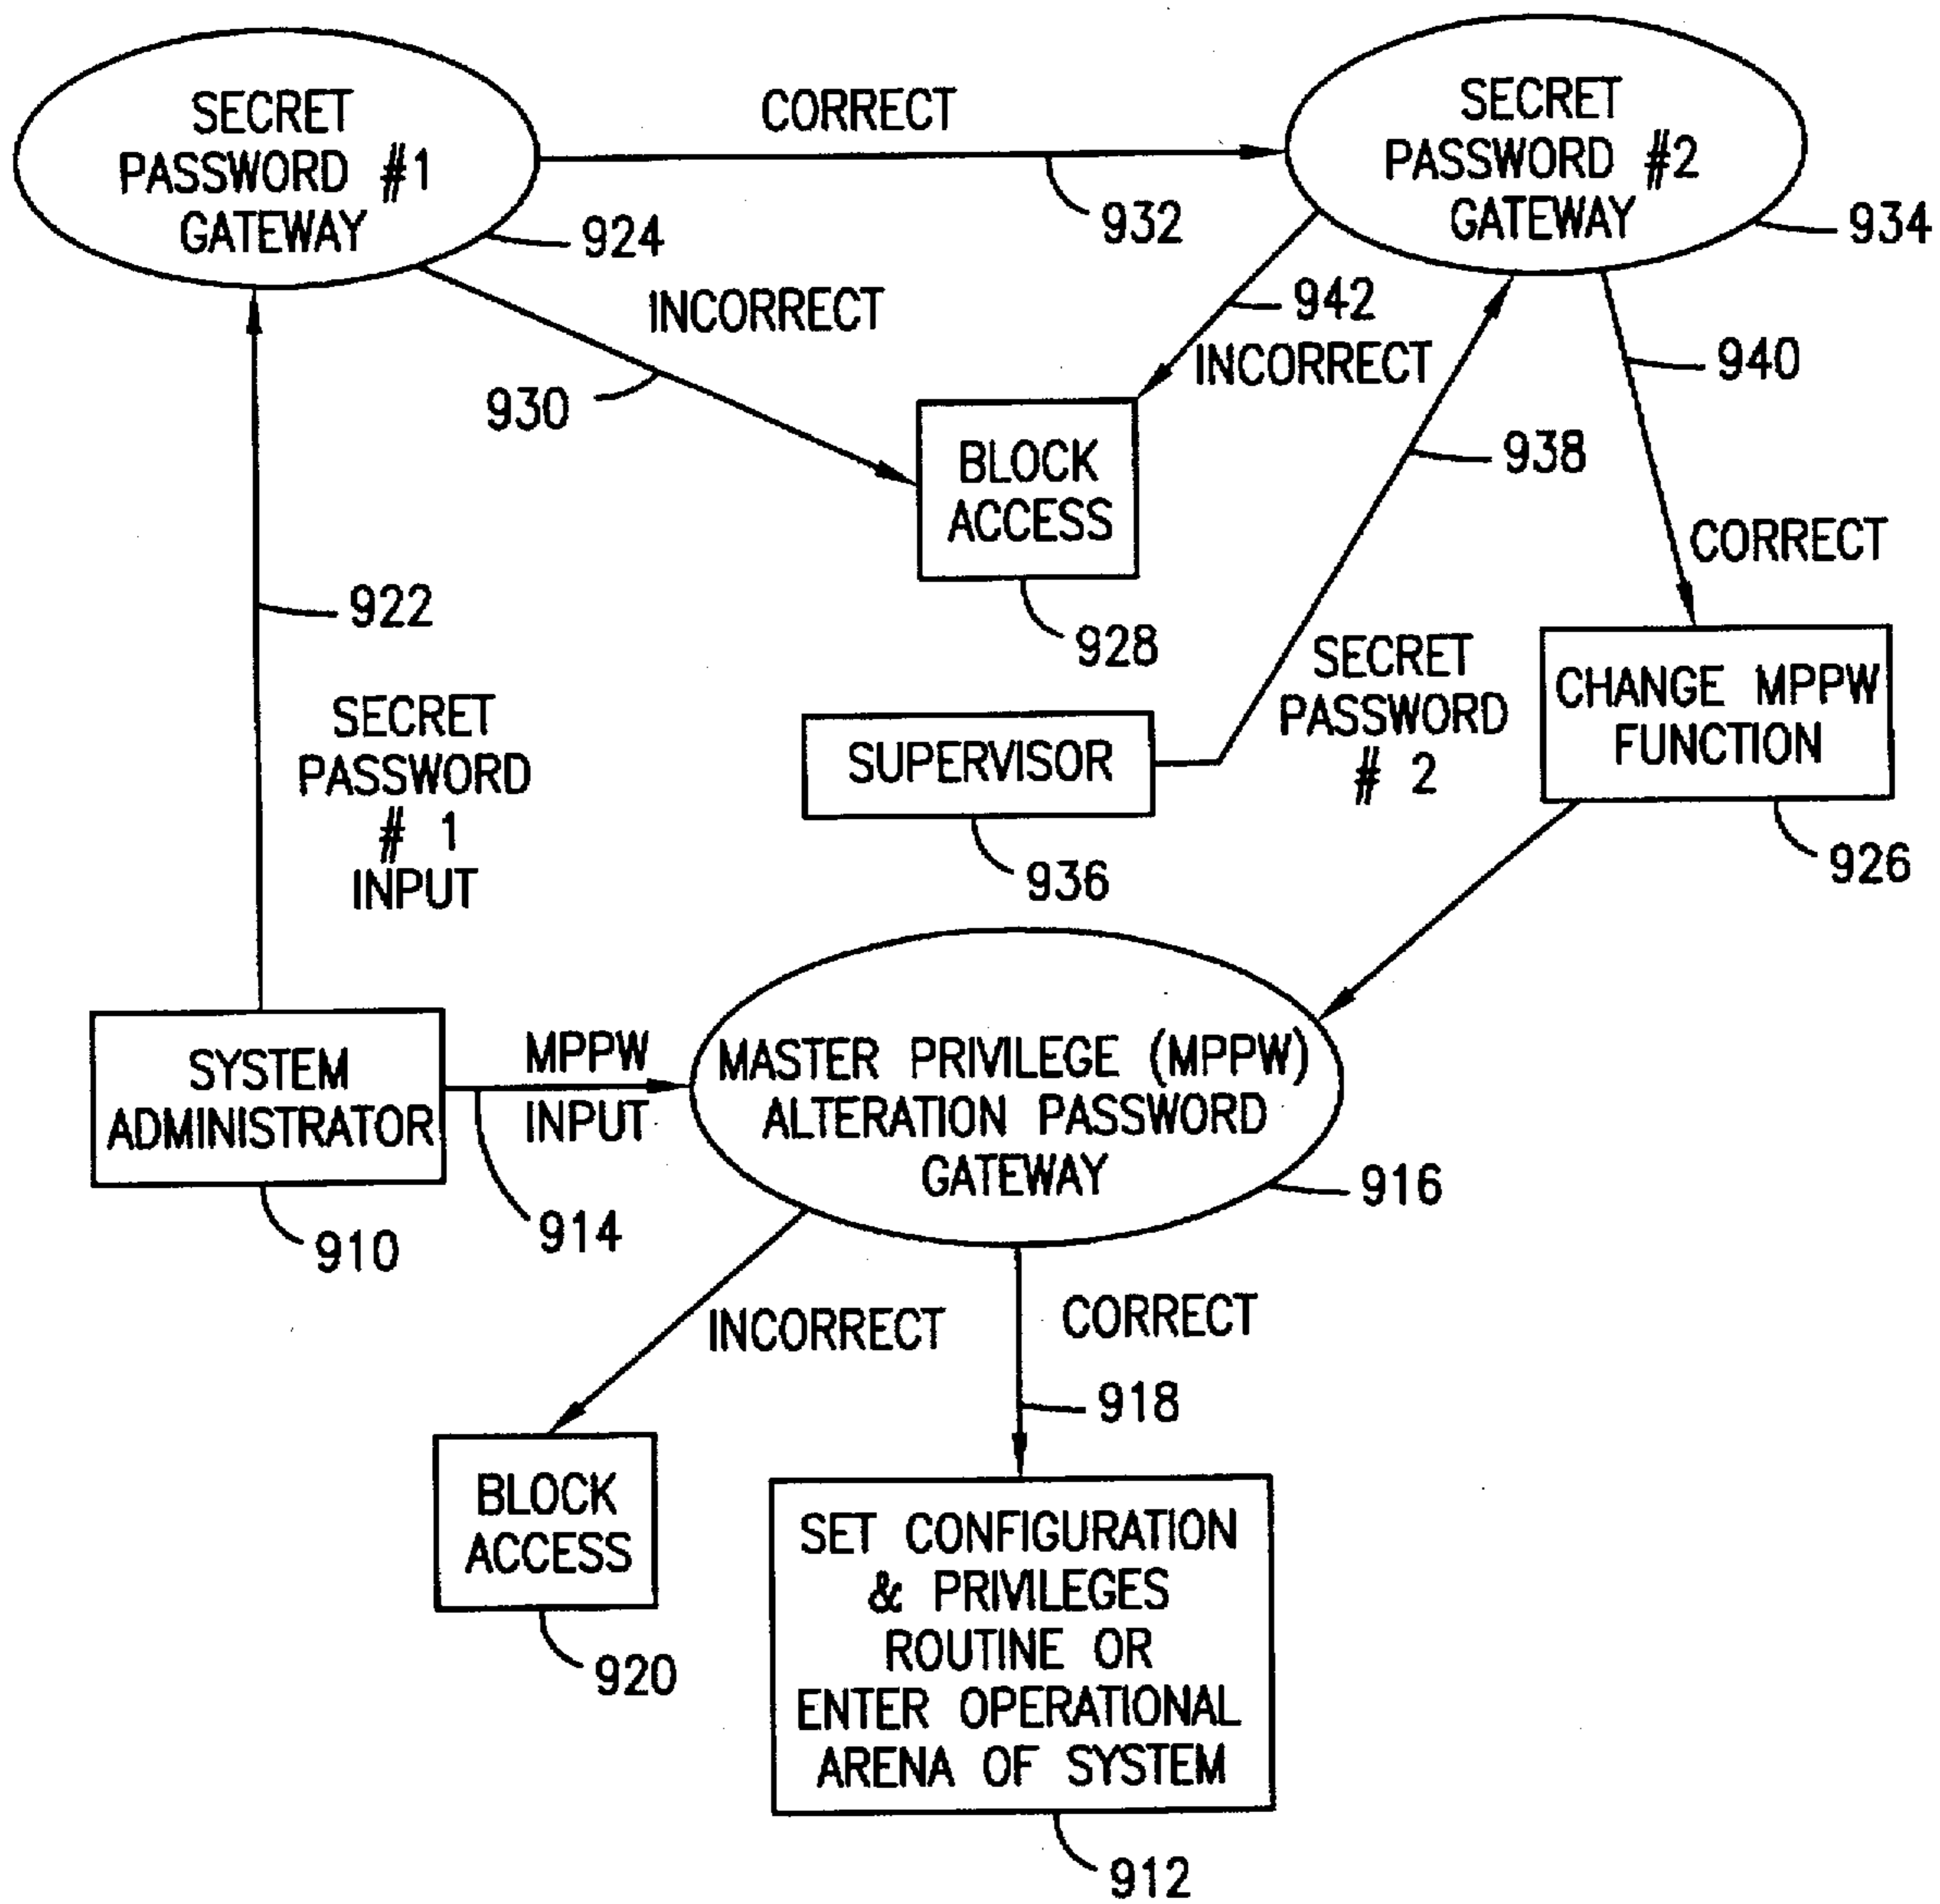 SECRET
PASSWORD #1
GATEWAY
924
CORRECT
932
SECRET
PASSWORD #2
GATEWAY
934
INCORRECT
930
942
INCORRECT
940
938
CORRECT
BLOCK
ACCESS
928
922
SECRET
PASSWORD
# 1
INPUT
SUPERVISOR
936
SECRET
PASSWORD
# 2
CHANGE MPPW
FUNCTION
926
SYSTEM
ADMINISTRATOR
910
MPPW
INPUT
914
MASTER PRIVILEGE (MPPW)
ALTERATION PASSWORD
GATEWAY
916
INCORRECT
CORRECT
918
BLOCK
ACCESS
920
SET CONFIGURATION
& PRIVILEGES
ROUTINE OR
ENTER OPERATIONAL
ARENA OF SYSTEM
912